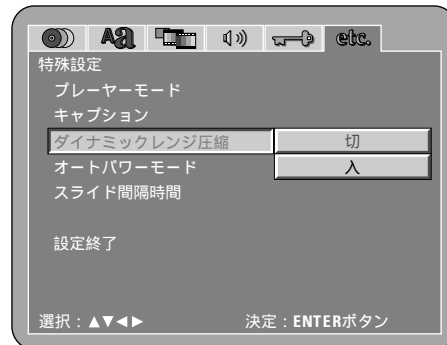 Aa etc.
特殊設定
プレーヤーモード
キャプション
ダイナミックレンジ圧縮 切
オートパワーモード 入
スライド間隔時間
設定終了
選択：▲▼◀▶ 決定：ENTERボタン